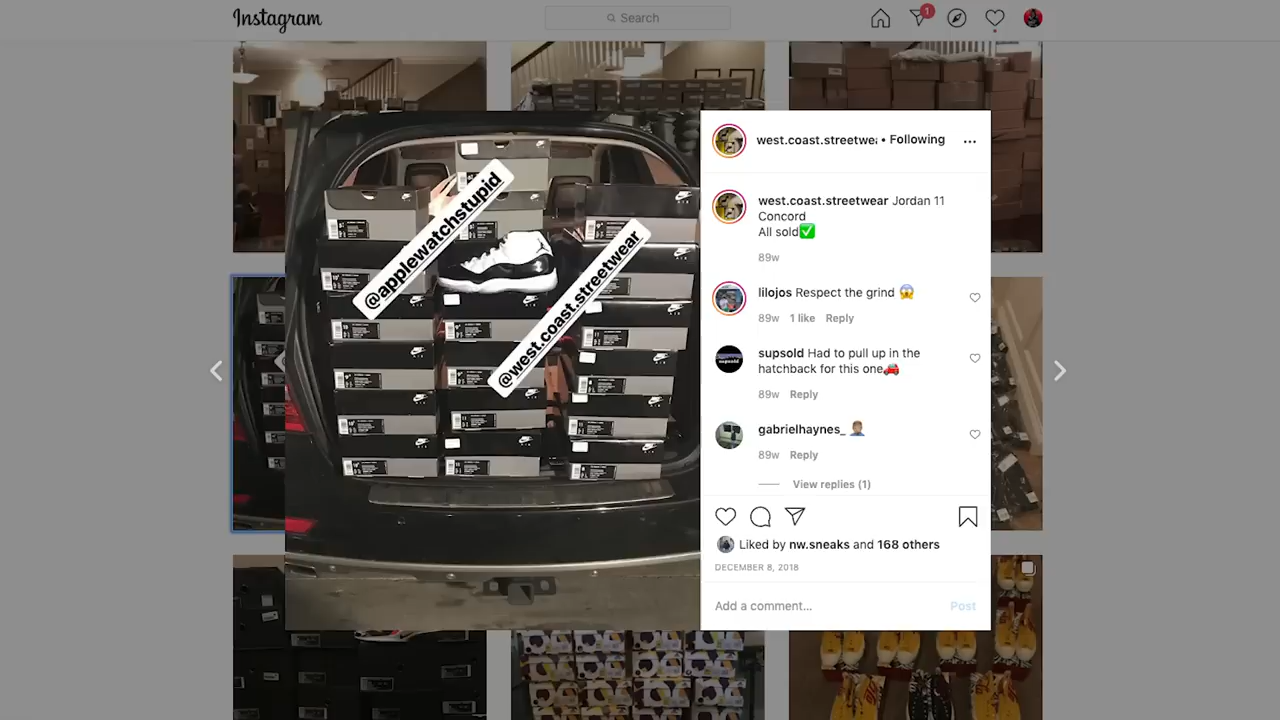 Instagram
Search
1
@applewatchstupid
@west.coast.streetwear
west.coast.streetwea • Following
west.coast.streetwear Jordan 11
Concord
All sold✅
89w
lilojos Respect the grind 😱
89w 1 like Reply
supsold Had to pull up in the
hatchback for this one🚗
89w Reply
gabrielhaynes_ 🤦🏽‍♂️
89w Reply
View replies (1)
Liked by nw.sneaks and 168 others
DECEMBER 8, 2018
Add a comment... Post